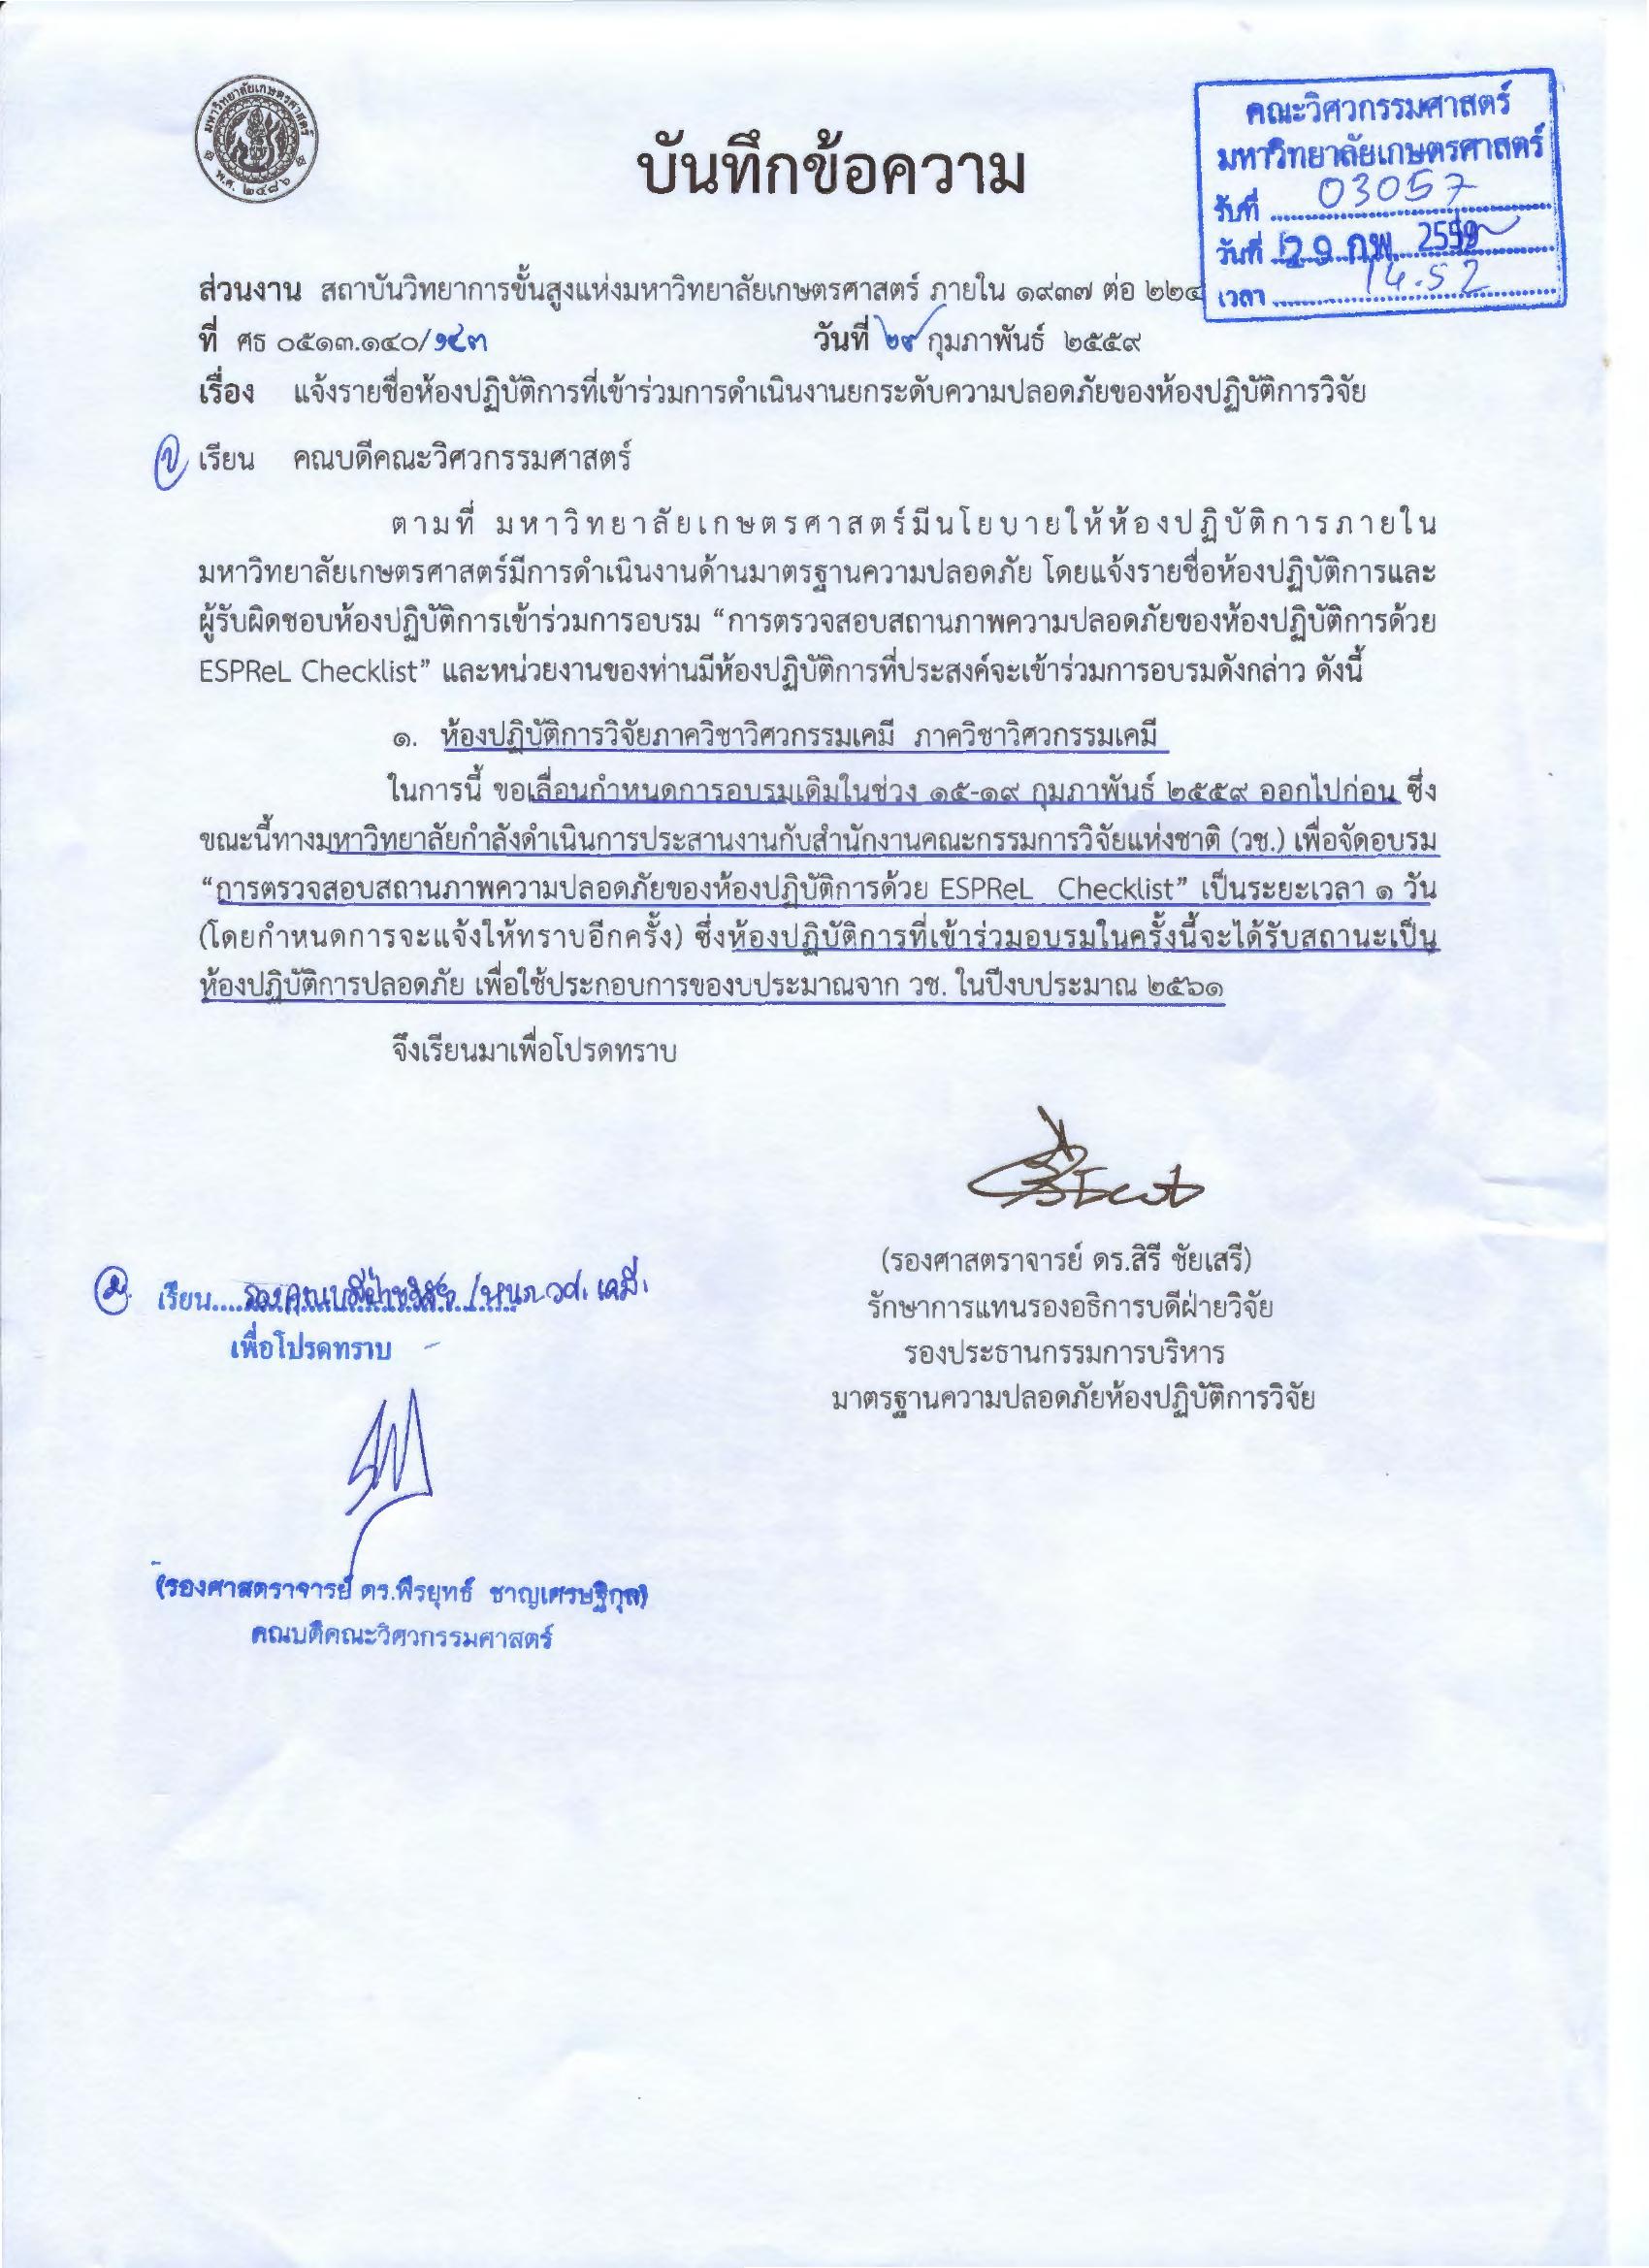 มหาวิทยาลัยเกษตรศาสตร์
พ.ศ. ๒๔๘๖
บันทึกข้อความ
คณะวิศวกรรมศาสตร์
มหาวิทยาลัยเกษตรศาสตร์
รับที่ 03057
วันที่ 29 กพ. 2559
เวลา 14.52
ส่วนงาน สถาบันวิทยาการขั้นสูงแห่งมหาวิทยาลัยเกษตรศาสตร์ ภายใน ๑๙๓๗ ต่อ ๒๒๔
ที่ ศธ ๐๕๑๓.๑๔๐/๑๔๓ วันที่ ๒๙ กุมภาพันธ์ ๒๕๕๙
เรื่อง แจ้งรายชื่อห้องปฏิบัติการที่เข้าร่วมการดำเนินงานยกระดับความปลอดภัยของห้องปฏิบัติการวิจัย
เรียน คณบดีคณะวิศวกรรมศาสตร์
ตามที่ มหาวิทยาลัยเกษตรศาสตร์มีนโยบายให้ห้องปฏิบัติการภายใน
มหาวิทยาลัยเกษตรศาสตร์มีการดำเนินงานด้านมาตรฐานความปลอดภัย โดยแจ้งรายชื่อห้องปฏิบัติการและ
ผู้รับผิดชอบห้องปฏิบัติการเข้าร่วมการอบรม “การตรวจสอบสถานภาพความปลอดภัยของห้องปฏิบัติการด้วย
ESPReL Checklist” และหน่วยงานของท่านมีห้องปฏิบัติการที่ประสงค์จะเข้าร่วมการอบรมดังกล่าว ดังนี้
๑. ห้องปฏิบัติการวิจัยภาควิชาวิศวกรรมเคมี ภาควิชาวิศวกรรมเคมี
ในการนี้ ขอเลื่อนกำหนดการอบรมเดิมในช่วง ๑๕-๑๙ กุมภาพันธ์ ๒๕๕๙ ออกไปก่อน ซึ่ง
ขณะนี้ทางมหาวิทยาลัยกำลังดำเนินการประสานงานกับสำนักงานคณะกรรมการวิจัยแห่งชาติ (วช.) เพื่อจัดอบรม
“การตรวจสอบสถานภาพความปลอดภัยของห้องปฏิบัติการด้วย ESPReL Checklist” เป็นระยะเวลา ๑ วัน
(โดยกำหนดการจะแจ้งให้ทราบอีกครั้ง) ซึ่งห้องปฏิบัติการที่เข้าร่วมอบรมในครั้งนี้จะได้รับสถานะเป็น
ห้องปฏิบัติการปลอดภัย เพื่อใช้ประกอบการของบประมาณจาก วช. ในปีงบประมาณ ๒๕๖๑
จึงเรียนมาเพื่อโปรดทราบ
(รองศาสตราจารย์ ดร.สิรี ชัยเสรี)
รักษาการแทนรองอธิการบดีฝ่ายวิจัย
รองประธานกรรมการบริหาร
มาตรฐานความปลอดภัยห้องปฏิบัติการวิจัย
เรียน รองคณบดีฝ่ายวิจัย / หนภ.วศ. เคมี
เพื่อโปรดทราบ
(รองศาสตราจารย์ ดร.พีรยุทธ์ ชาญเศรษฐิกุล)
คณบดีคณะวิศวกรรมศาสตร์